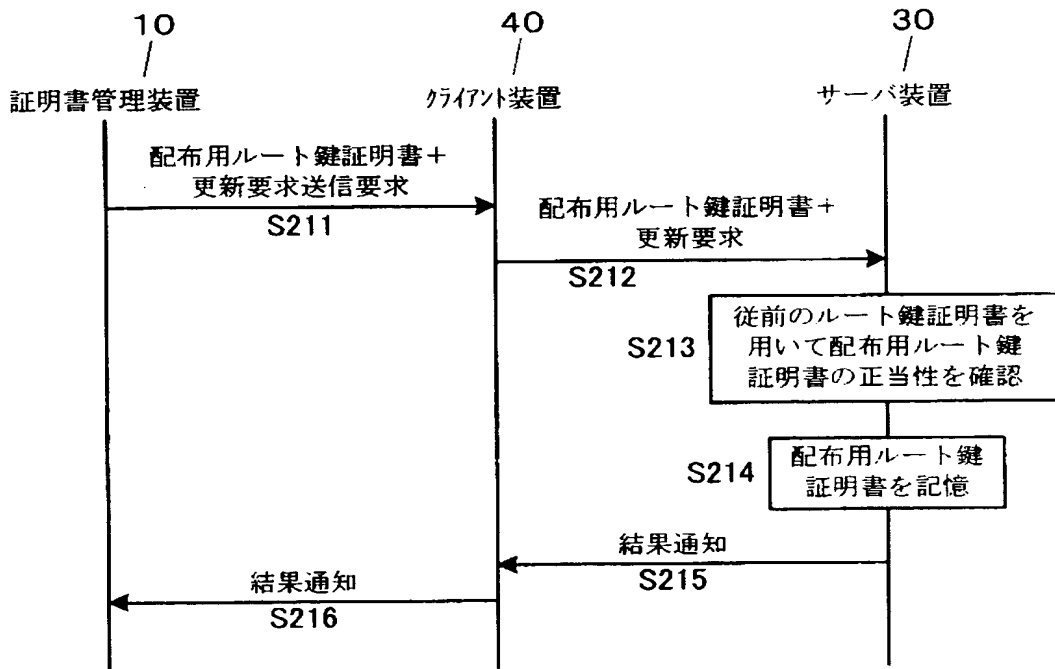 10
40
30
証明書管理装置
クライアント装置
サーバ装置
配布用ルート鍵証明書+
更新要求送信要求
S211
配布用ルート鍵証明書+
更新要求
S212
S213
従前のルート鍵証明書を
用いて配布用ルート鍵
証明書の正当性を確認
S214
配布用ルート鍵
証明書を記憶
結果通知
S215
結果通知
S216